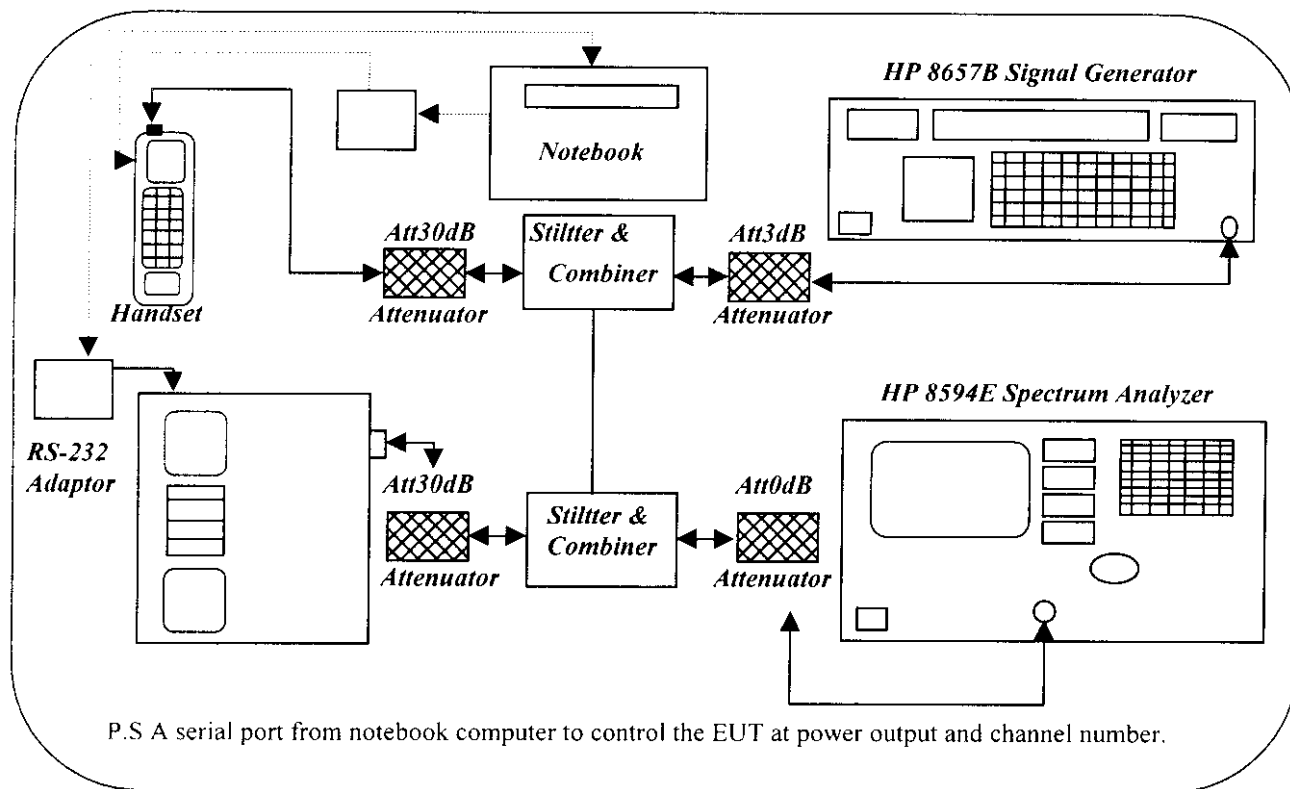 HP 8657B Signal Generator
Notebook
Att30dB
Stiltter &
Combiner
Att3dB
Handset
Attenuator
Attenuator
HP 8594E Spectrum Analyzer
RS-232
Adaptor
Att30dB
Stiltter &
Combiner
Att0dB
Attenuator
Attenuator
P.S A serial port from notebook computer to control the EUT at power output and channel number.